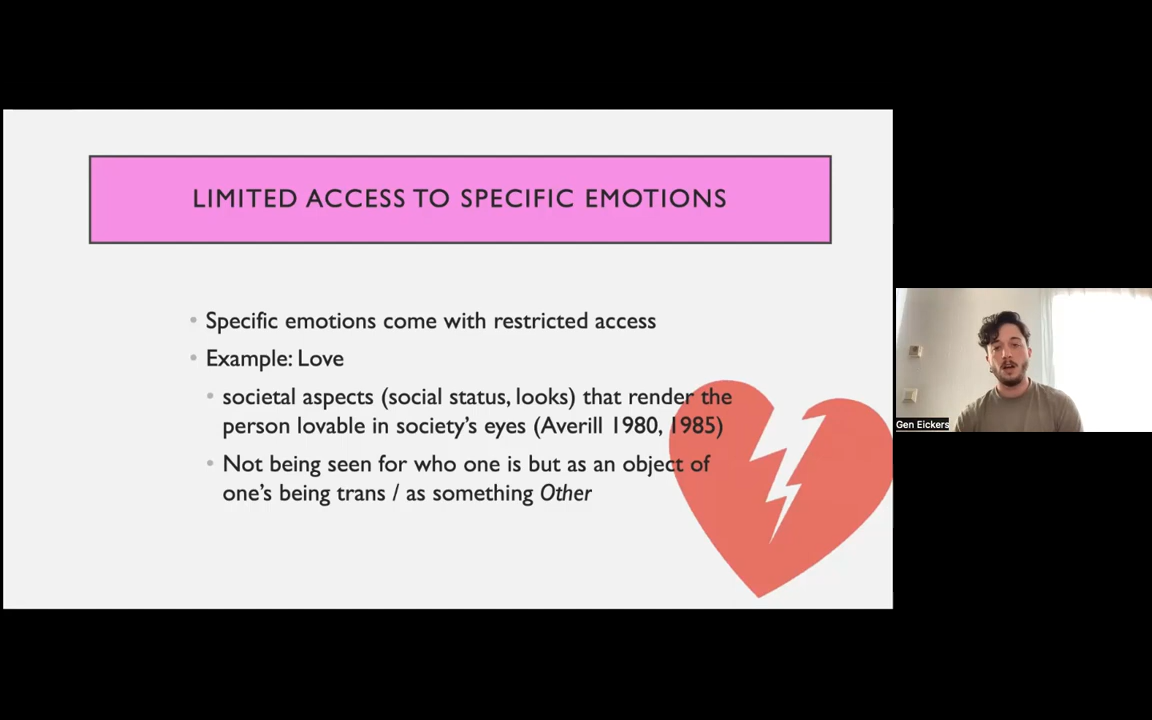 LIMITED ACCESS TO SPECIFIC EMOTIONS
• Specific emotions come with restricted access
• Example: Love
• societal aspects (social status, looks) that render the
person lovable in society’s eyes (Averill 1980, 1985)
• Not being seen for who one is but as an object of
one’s being trans / as something Other
Gen Eickers